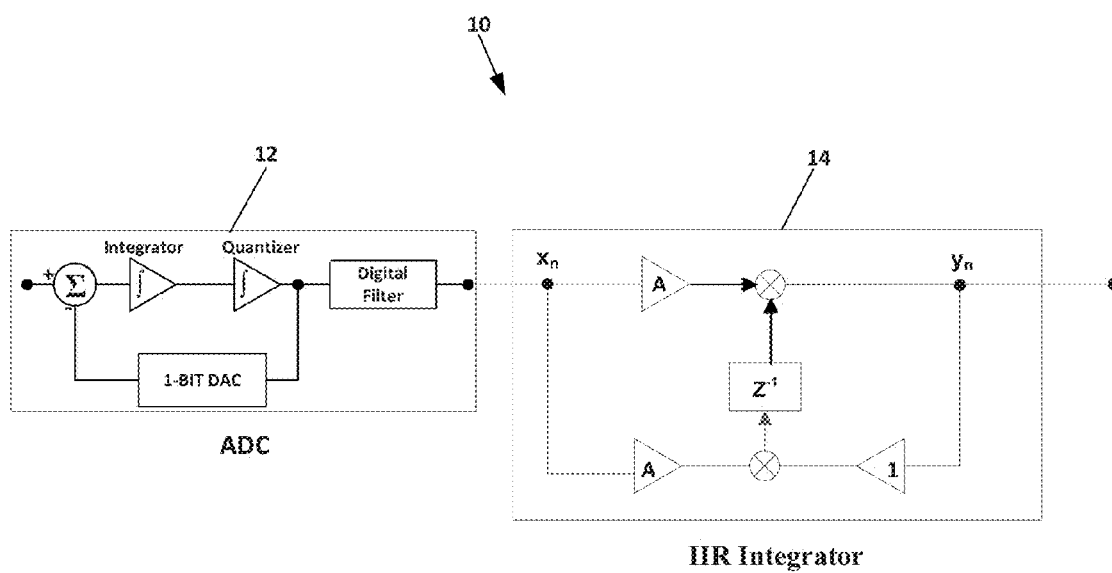 10
12
14
Integrator
Quantizer
+
Σ
-
∫
∫
Digital
Filter
1-BIT DAC
ADC
xₙ
yₙ
A
Z⁻¹
A
1
IIR Integrator